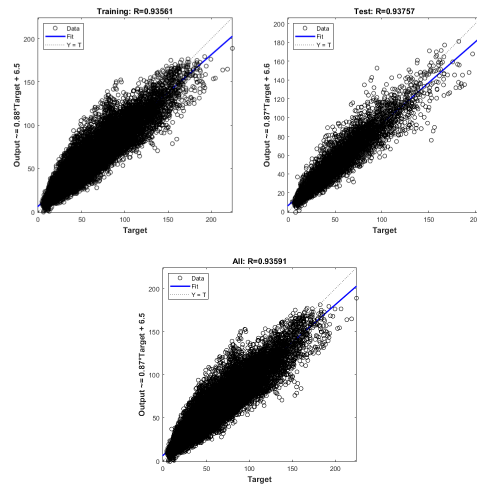 Training: R=0.93561
Data
Fit
Y = T
Output ~= 0.88*Target + 6.5
200
150
100
50
0
0
50
100
150
200
Target
Test: R=0.93757
Data
Fit
Y = T
Output ~= 0.87*Target + 6.6
200
180
160
140
120
100
80
60
40
20
0
0
50
100
150
200
Target
All: R=0.93591
Data
Fit
Y = T
Output ~= 0.87*Target + 6.5
200
150
100
50
0
0
50
100
150
200
Target